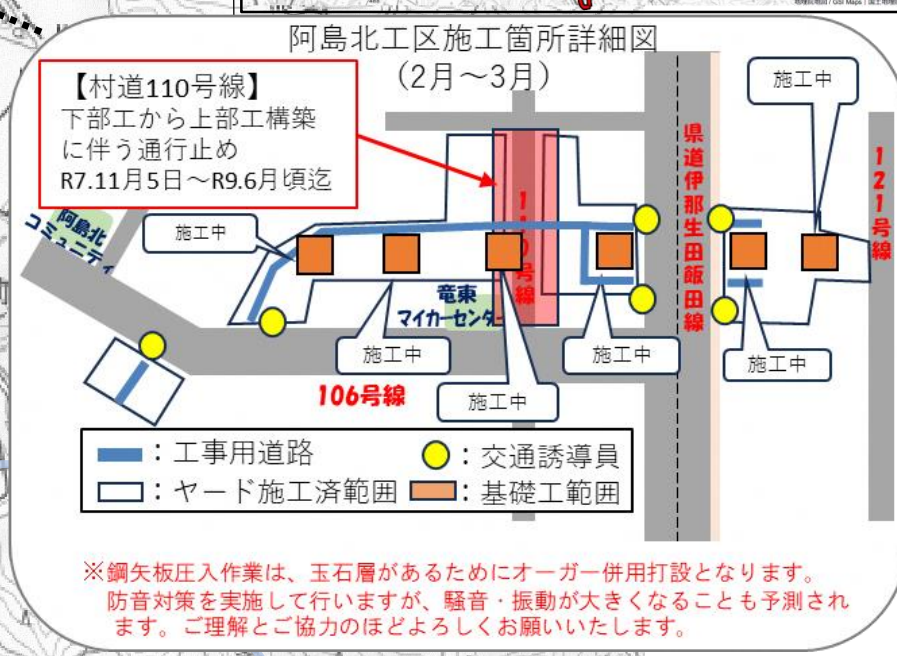 阿島北工区施工箇所詳細図
(2月～3月)
【村道110号線】
下部工から上部工構築
に伴う通行止め
R7.11月5日～R9.6月頃迄
施工中
県道伊那生田飯田線
121号線
110号線
阿島北
コミュニティ
施工中
竜東
マイカーセンター
施工中
施工中
施工中
施工中
106号線
：工事用道路
：交通誘導員
：ヤード施工済範囲
：基礎工範囲
※鋼矢板圧入作業は、玉石層があるためにオーガー併用打設となります。
防音対策を実施して行いますが、騒音・振動が大きくなることも予測され
ます。ご理解とご協力のほどよろしくお願いいたします。